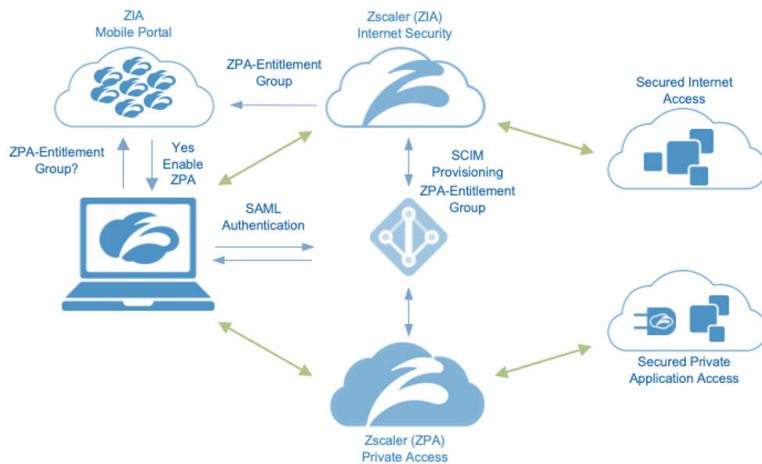 ZIA
Mobile Portal
Zscaler (ZIA)
Internet Security
ZPA-Entitlement
Group
Secured Internet
Access
ZPA-Entitlement
Group?
Yes
Enable
ZPA
SCIM
Provisioning
ZPA-Entitlement
Group
SAML
Authentication
Secured Private
Application Access
Zscaler (ZPA)
Private Access